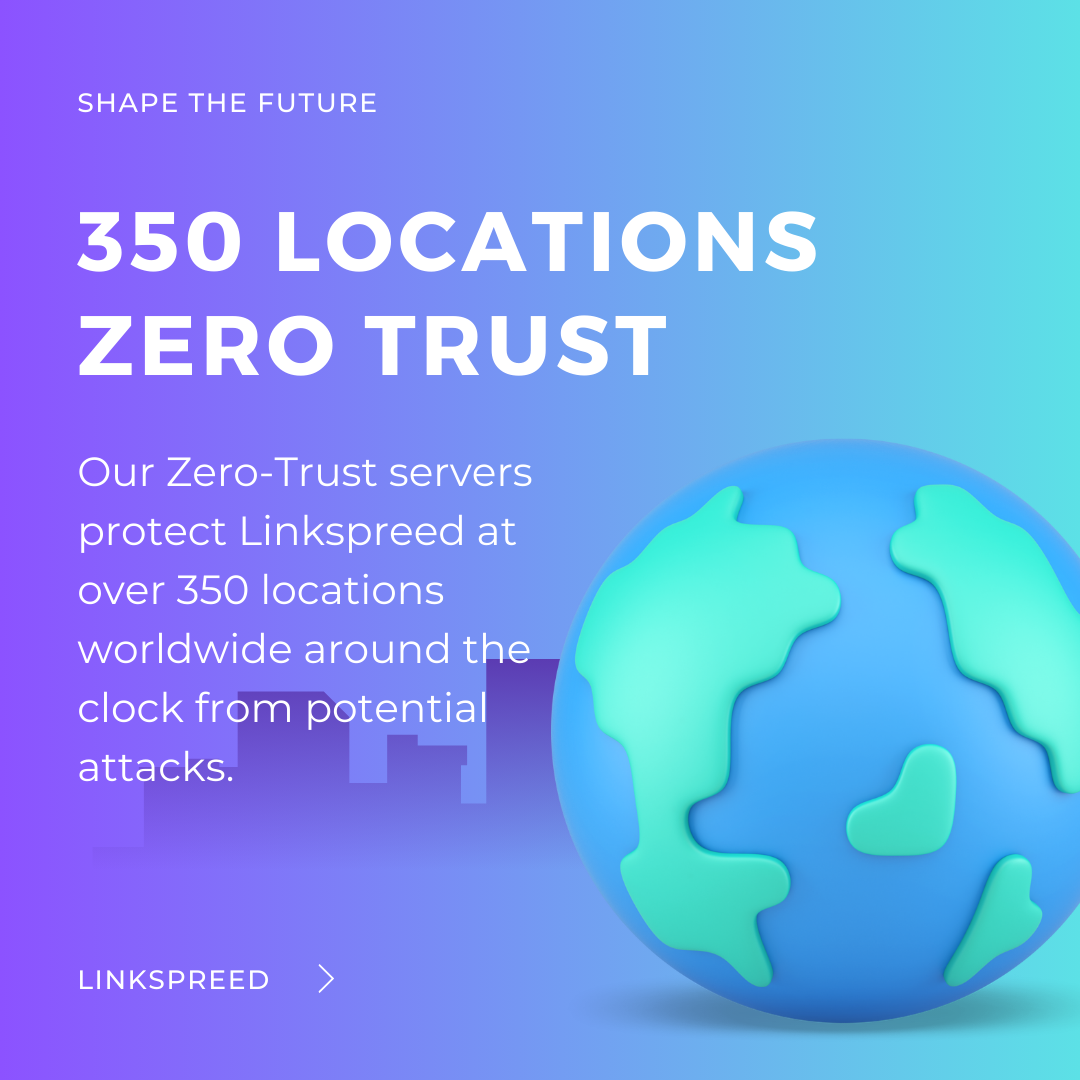 SHAPE THE FUTURE
350 LOCATIONS
ZERO TRUST
Our Zero-Trust servers
protect Linkspreed at
over 350 locations
worldwide around the
clock from potential
attacks.
LINKSPREED